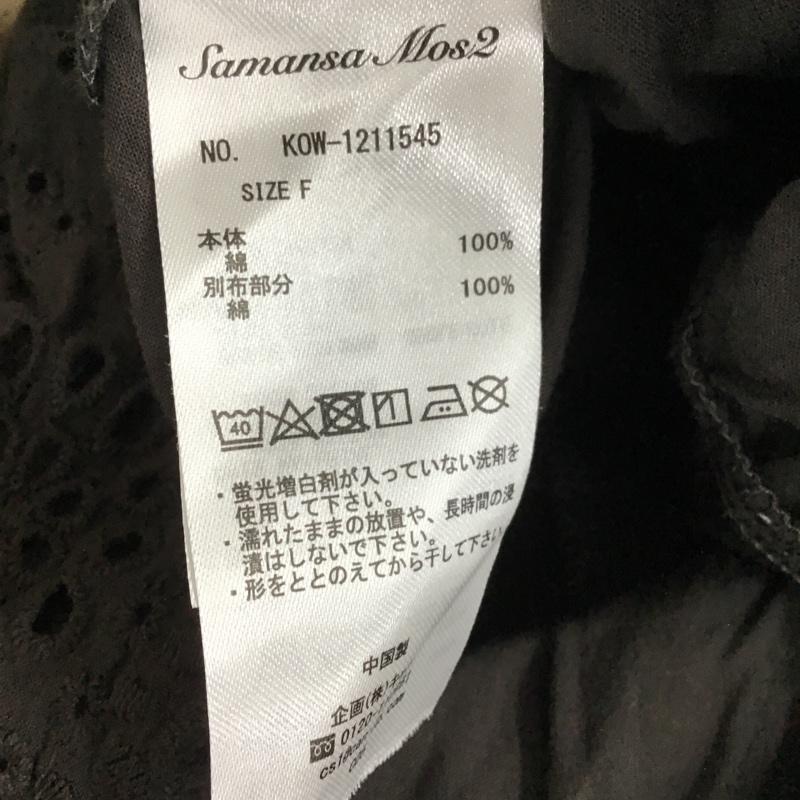 Samansa Mos2
NO. KOW-1211545
SIZE F
本体 100%
綿
別布部分 100%
綿
40
・蛍光増白剤が入っていない洗剤を
使用して下さい。
・濡れたままの放置や、長時間の浸
漬はしないで下さい。
・形をととのえてから干して下さい
中国製
企画(株)
0120-